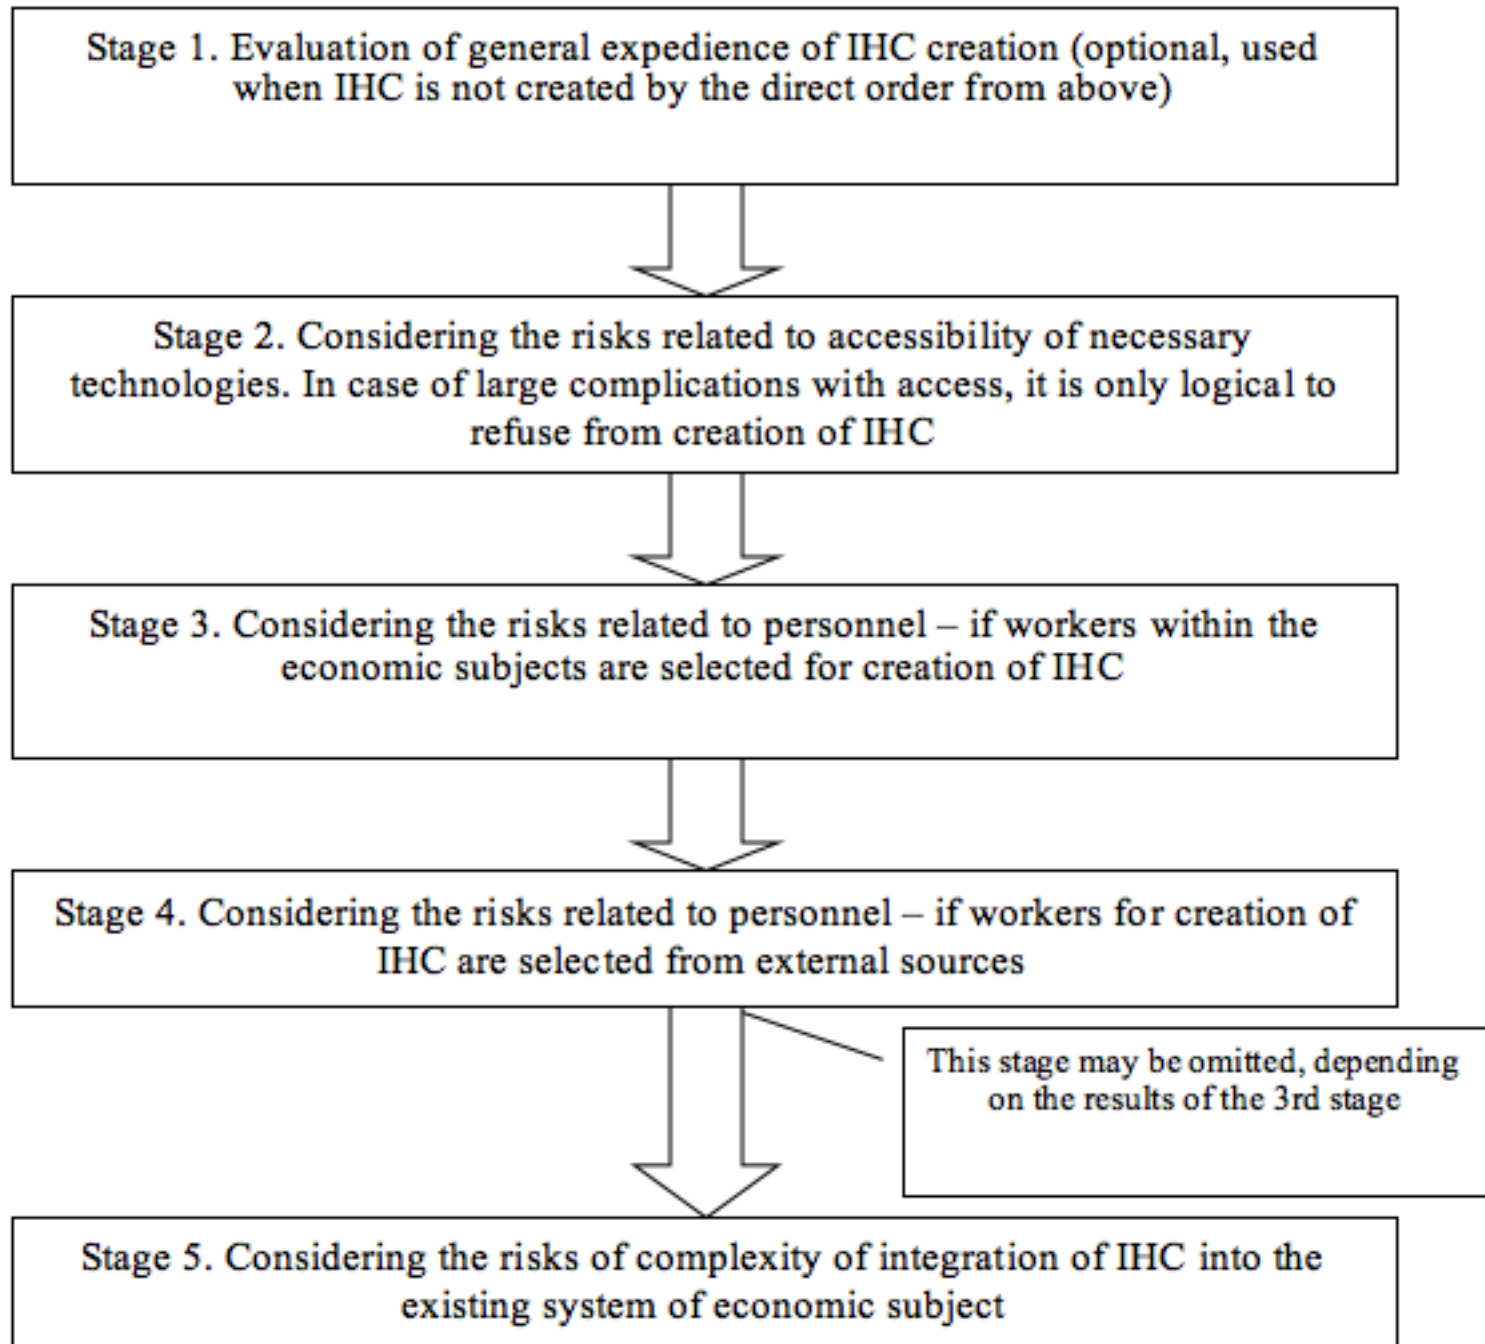 Stage 1. Evaluation of general expedience of IHC creation (optional, used
when IHC is not created by the direct order from above)
Stage 2. Considering the risks related to accessibility of necessary
technologies. In case of large complications with access, it is only logical to
refuse from creation of IHC
Stage 3. Considering the risks related to personnel – if workers within the
economic subjects are selected for creation of IHC
Stage 4. Considering the risks related to personnel – if workers for creation of
IHC are selected from external sources
This stage may be omitted, depending
on the results of the 3rd stage
Stage 5. Considering the risks of complexity of integration of IHC into the
existing system of economic subject